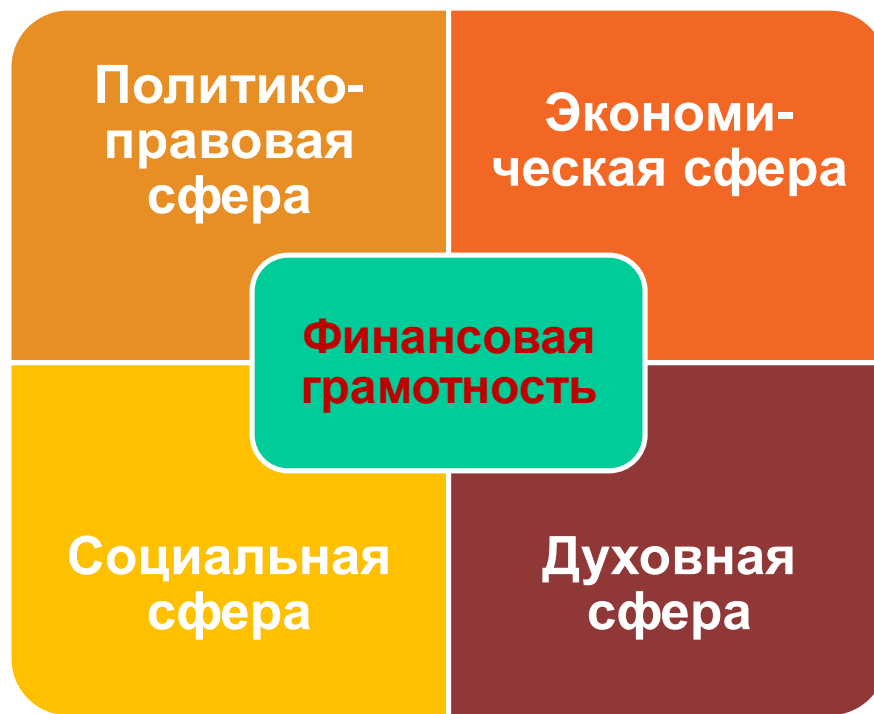 Политико-
правовая
сфера
Экономи-
ческая сфера
Финансовая
грамотность
Социальная
сфера
Духовная
сфера